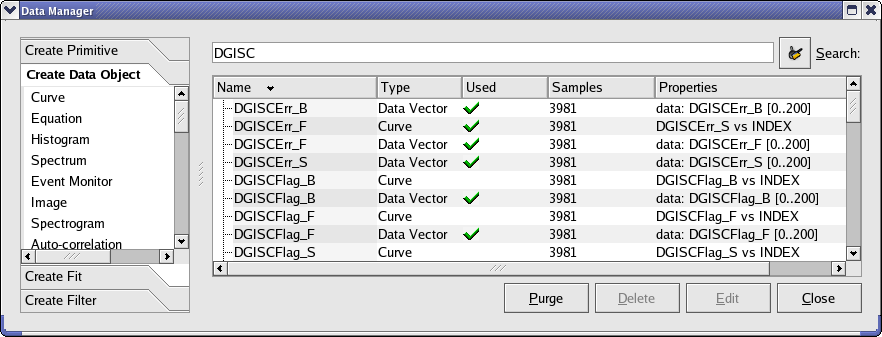 Data Manager
Create Primitive
Create Data Object
Curve
Equation
Histogram
Spectrum
Event Monitor
Image
Spectrogram
Auto-correlation
Create Fit
Create Filter
DGISC Search:
Name Type Used Samples Properties
DGISCErr_B Data Vector 3981 data: DGISCErr_B [0..200]
DGISCErr_F Curve 3981 DGISCErr_S vs INDEX
DGISCErr_F Data Vector 3981 data: DGISCErr_F [0..200]
DGISCErr_S Data Vector 3981 data: DGISCErr_S [0..200]
DGISCFlag_B Curve 3981 DGISCFlag_B vs INDEX
DGISCFlag_B Data Vector 3981 data: DGISCFlag_B [0..200]
DGISCFlag_F Curve 3981 DGISCFlag_F vs INDEX
DGISCFlag_F Data Vector 3981 data: DGISCFlag_F [0..200]
DGISCFlag_S Curve 3981 DGISCFlag_S vs INDEX
Purge Delete Edit Close